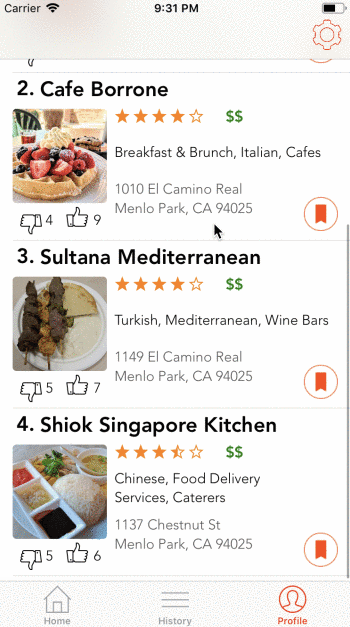 Carrier 9:31 PM
2. Cafe Borrone
$$
Breakfast & Brunch, Italian, Cafes
1010 El Camino Real
Menlo Park, CA 94025
4 9
3. Sultana Mediterranean
$$
Turkish, Mediterranean, Wine Bars
1149 El Camino Real
Menlo Park, CA 94025
5 7
4. Shiok Singapore Kitchen
$$
Chinese, Food Delivery
Services, Caterers
1137 Chestnut St
Menlo Park, CA 94025
5 6
Home History Profile